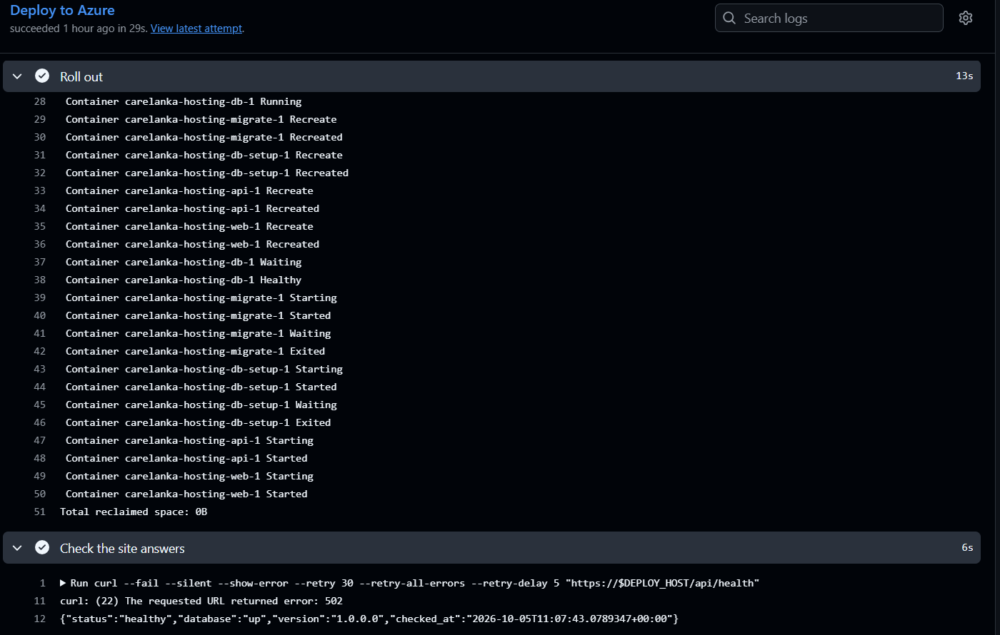 Deploy to Azure
succeeded 1 hour ago in 29s. View latest attempt.
Search logs
Roll out 13s
28 Container carelanka-hosting-db-1 Running
29 Container carelanka-hosting-migrate-1 Recreate
30 Container carelanka-hosting-migrate-1 Recreated
31 Container carelanka-hosting-db-setup-1 Recreate
32 Container carelanka-hosting-db-setup-1 Recreated
33 Container carelanka-hosting-api-1 Recreate
34 Container carelanka-hosting-api-1 Recreated
35 Container carelanka-hosting-web-1 Recreate
36 Container carelanka-hosting-web-1 Recreated
37 Container carelanka-hosting-db-1 Waiting
38 Container carelanka-hosting-db-1 Healthy
39 Container carelanka-hosting-migrate-1 Starting
40 Container carelanka-hosting-migrate-1 Started
41 Container carelanka-hosting-migrate-1 Waiting
42 Container carelanka-hosting-migrate-1 Exited
43 Container carelanka-hosting-db-setup-1 Starting
44 Container carelanka-hosting-db-setup-1 Started
45 Container carelanka-hosting-db-setup-1 Waiting
46 Container carelanka-hosting-db-setup-1 Exited
47 Container carelanka-hosting-api-1 Starting
48 Container carelanka-hosting-api-1 Started
49 Container carelanka-hosting-web-1 Starting
50 Container carelanka-hosting-web-1 Started
51 Total reclaimed space: 0B
Check the site answers 6s
1 Run curl --fail --silent --show-error --retry 30 --retry-all-errors --retry-delay 5 "https://$DEPLOY_HOST/api/health"
11 curl: (22) The requested URL returned error: 502
12 {"status":"healthy","database":"up","version":"1.0.0.0","checked_at":"2026-10-05T11:07:43.0789347+00:00"}